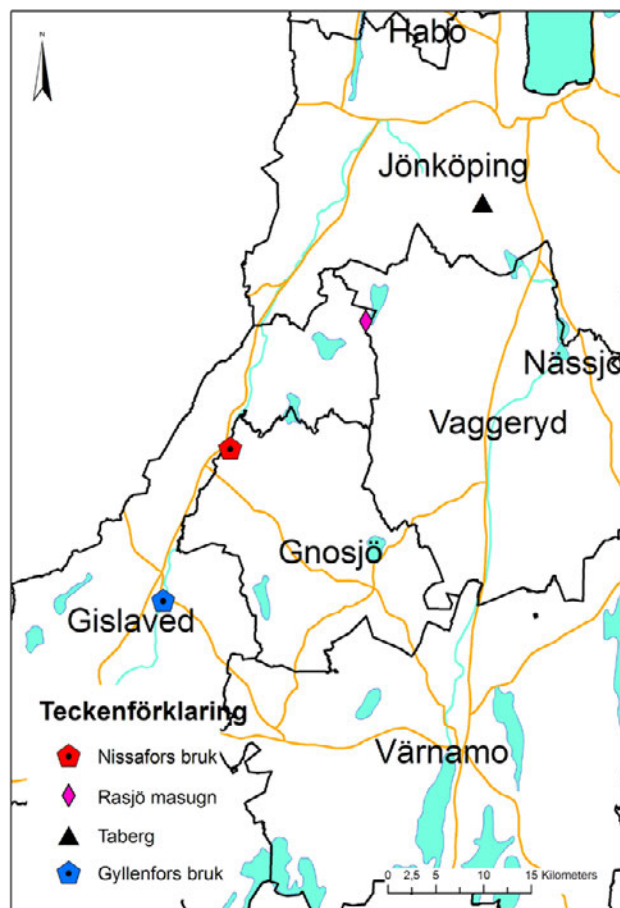 N
Habo
Jönköping
Nässjö
Vaggeryd
Gnosjö
Gislaved
Teckenförklaring
Värnamo
Nissafors bruk
Rasjö masugn
Taberg
Gyllenfors bruk
0 2,5 5 10 15 Kilometers